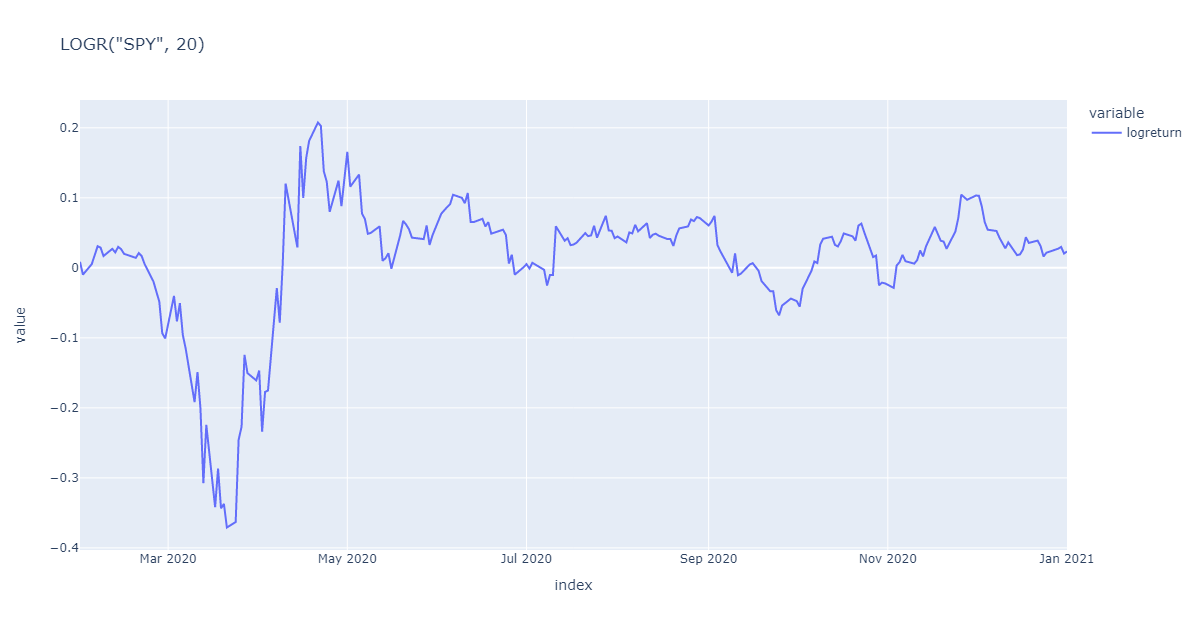 LOGR("SPY", 20)
variable
logreturn
value
0.2
0.1
0
−0.1
−0.2
−0.3
−0.4
Mar 2020
May 2020
Jul 2020
Sep 2020
Nov 2020
Jan 2021
index